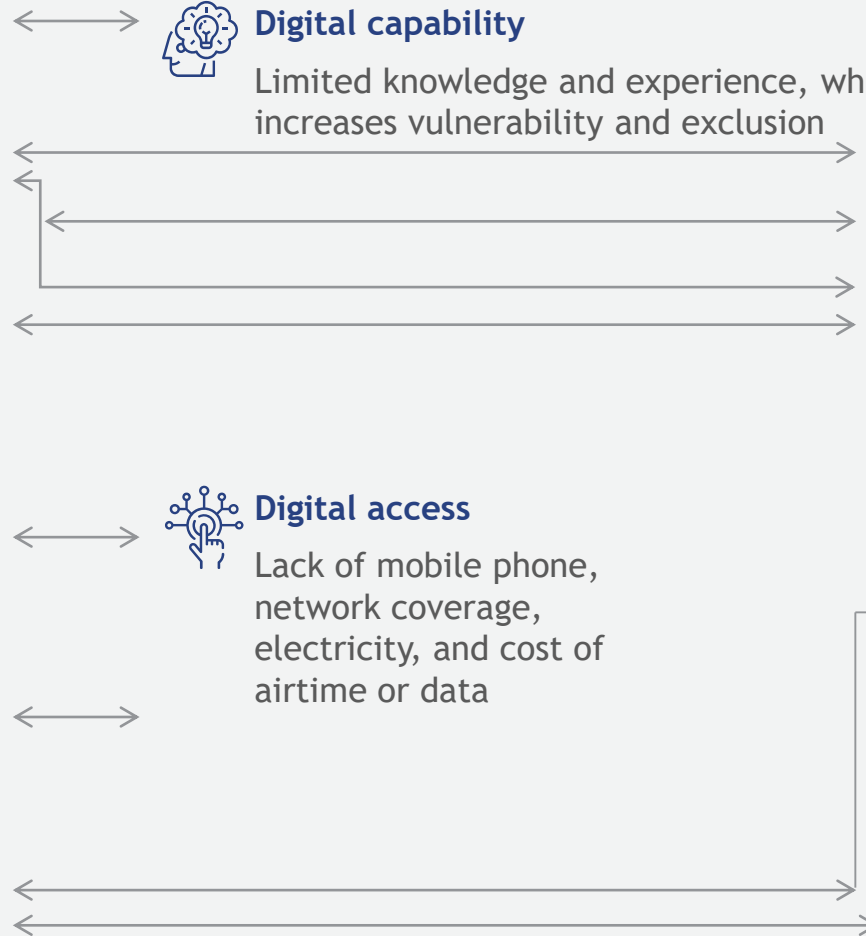 Digital capability
Limited knowledge and experience,
increases vulnerability and exclusion
Digital access
Lack of mobile phone,
network coverage,
electricity, and cost of
airtime or data